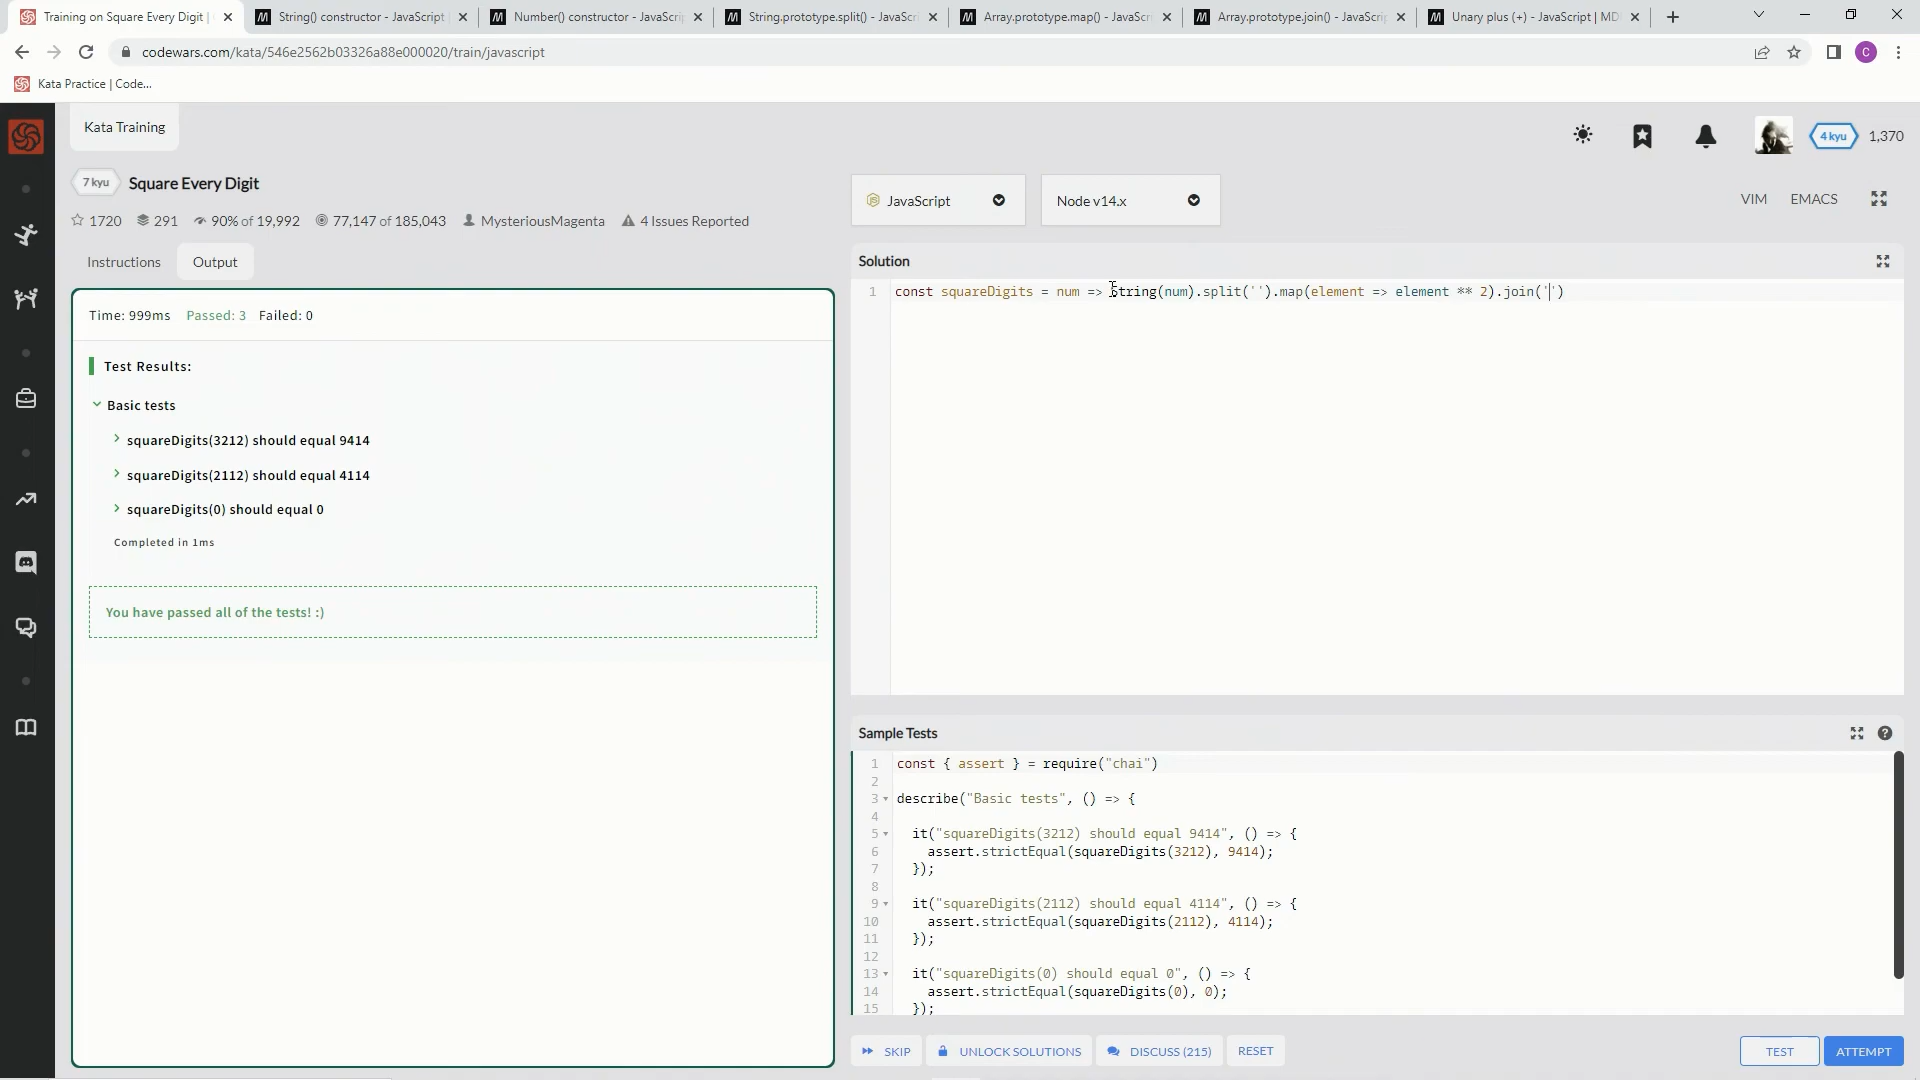 Training on Square Every Digit |
String() constructor - JavaScript
Number() constructor - JavaScri
String.prototype.split() - JavaScr
Array.prototype.map() - JavaScr
Array.prototype.join() - JavaScrip
Unary plus (+) - JavaScript | MD
codewars.com/kata/546e2562b03326a88e000020/train/javascript
C
Kata Practice | Code...
Kata Training
4 kyu
1,370
7 kyu
Square Every Digit
1720
291
90% of 19,992
77,147 of 185,043
MysteriousMagenta
4 Issues Reported
JavaScript
Node v14.x
VIM
EMACS
Instructions
Output
Solution
1 const squareDigits = num => String(num).split('').map(element => element ** 2).join('')
Time: 999ms Passed: 3 Failed: 0
Test Results:
Basic tests
squareDigits(3212) should equal 9414
squareDigits(2112) should equal 4114
squareDigits(0) should equal 0
Completed in 1ms
You have passed all of the tests! :)
Sample Tests
1 const { assert } = require("chai")
2
3 describe("Basic tests", () => {
4
5 it("squareDigits(3212) should equal 9414", () => {
6 assert.strictEqual(squareDigits(3212), 9414);
7 });
8
9 it("squareDigits(2112) should equal 4114", () => {
10 assert.strictEqual(squareDigits(2112), 4114);
11 });
12
13 it("squareDigits(0) should equal 0", () => {
14 assert.strictEqual(squareDigits(0), 0);
15 });
SKIP
UNLOCK SOLUTIONS
DISCUSS (215)
RESET
TEST
ATTEMPT